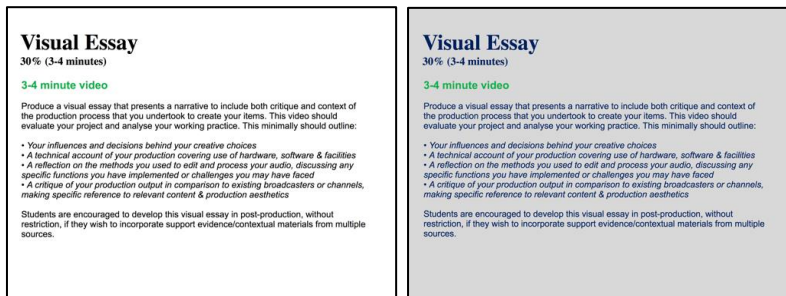 Visual Essay
30% (3-4 minutes)
3-4 minute video
Produce a visual essay that presents a narrative to include both critique and context of
the production process that you undertook to create your items. This video should
evaluate your project and analyse your working practice. This minimally should outline:
• Your influences and decisions behind your creative choices
• A technical account of your production covering use of hardware, software & facilities
• A reflection on the methods you used to edit and process your audio, discussing any
specific functions you have implemented or challenges you may have faced
• A critique of your production output in comparison to existing broadcasters or channels,
making specific reference to relevant content & production aesthetics
Students are encouraged to develop this visual essay in post-production, without
restriction, if they wish to incorporate support evidence/contextual materials from multiple
sources.
Visual Essay
30% (3-4 minutes)
3-4 minute video
Produce a visual essay that presents a narrative to include both critique and context of
the production process that you undertook to create your items. This video should
evaluate your project and analyse your working practice. This minimally should outline:
• Your influences and decisions behind your creative choices
• A technical account of your production covering use of hardware, software & facilities
• A reflection on the methods you used to edit and process your audio, discussing any
specific functions you have implemented or challenges you may have faced
• A critique of your production output in comparison to existing broadcasters or channels,
making specific reference to relevant content & production aesthetics
Students are encouraged to develop this visual essay in post-production, without
restriction, if they wish to incorporate support evidence/contextual materials from multiple
sources.